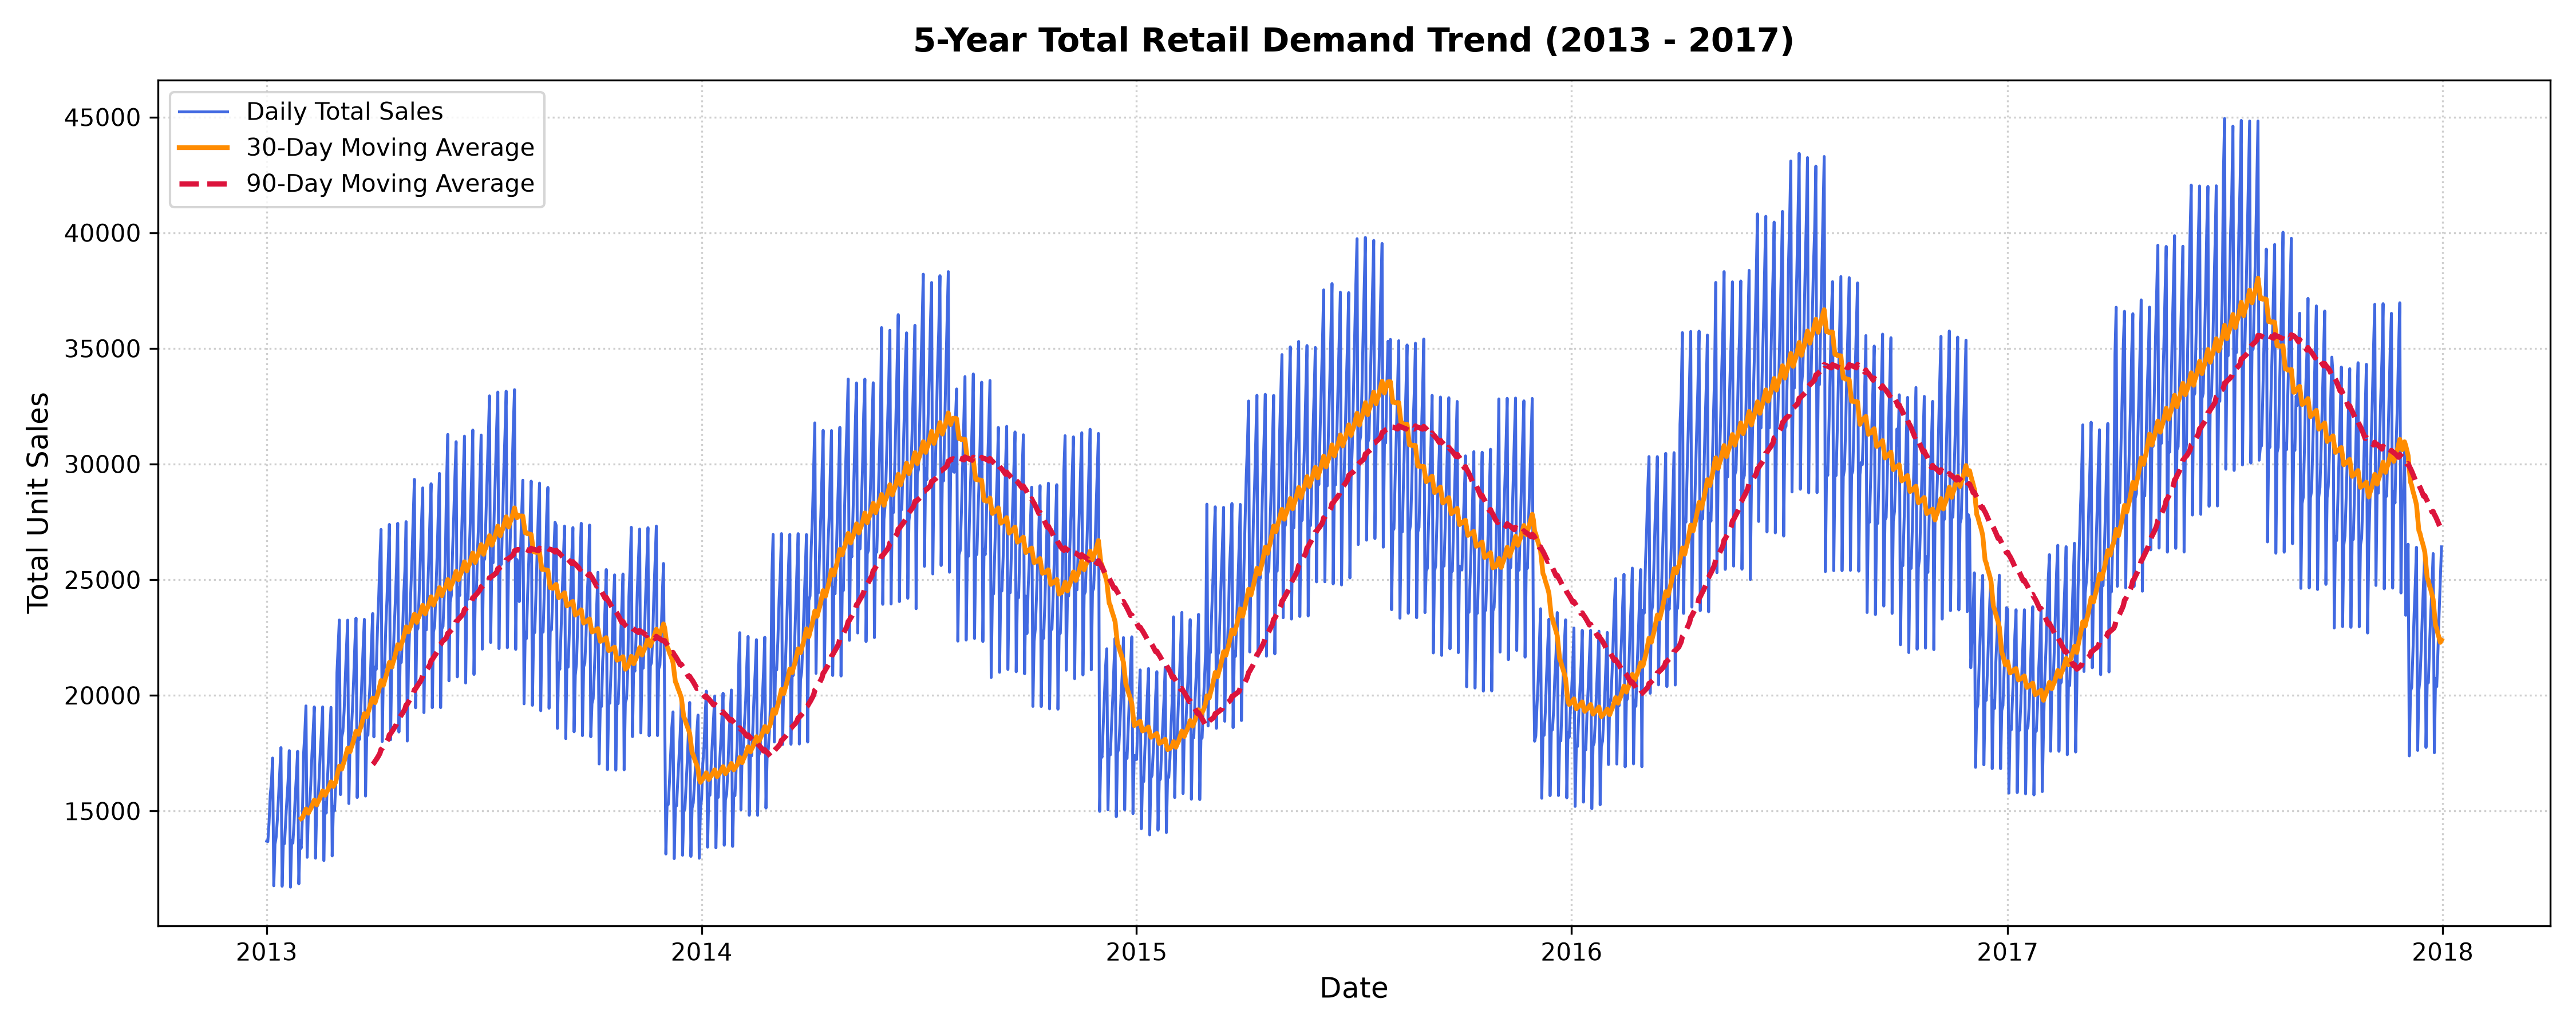 5-Year Total Retail Demand Trend (2013 - 2017)
Daily Total Sales
30-Day Moving Average
90-Day Moving Average
Total Unit Sales
45000
40000
35000
30000
25000
20000
15000
2013 2014 2015 2016 2017 2018
Date